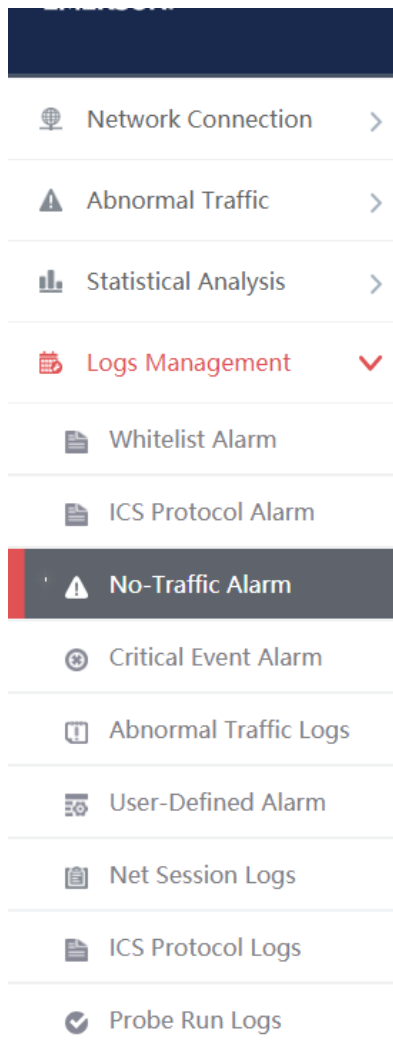 Network Connection
Abnormal Traffic
Statistical Analysis
Logs Management
Whitelist Alarm
ICS Protocol Alarm
No-Traffic Alarm
Critical Event Alarm
Abnormal Traffic Logs
User-Defined Alarm
Net Session Logs
ICS Protocol Logs
Probe Run Logs